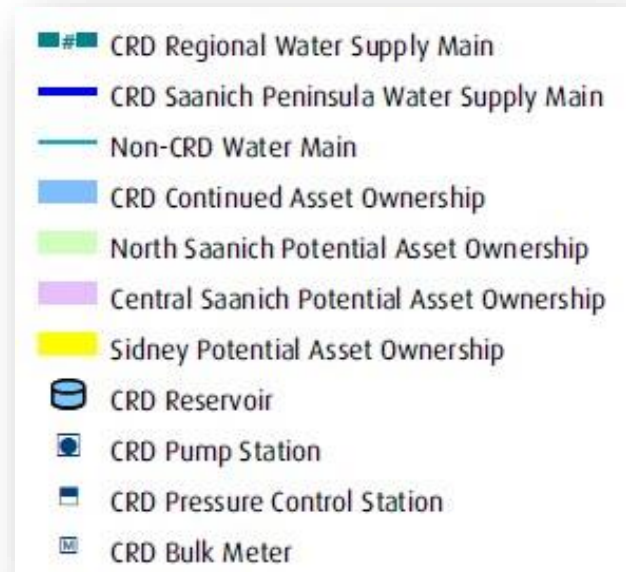 # CRD Regional Water Supply Main
CRD Saanich Peninsula Water Supply Main
Non-CRD Water Main
CRD Continued Asset Ownership
North Saanich Potential Asset Ownership
Central Saanich Potential Asset Ownership
Sidney Potential Asset Ownership
CRD Reservoir
CRD Pump Station
CRD Pressure Control Station
M CRD Bulk Meter